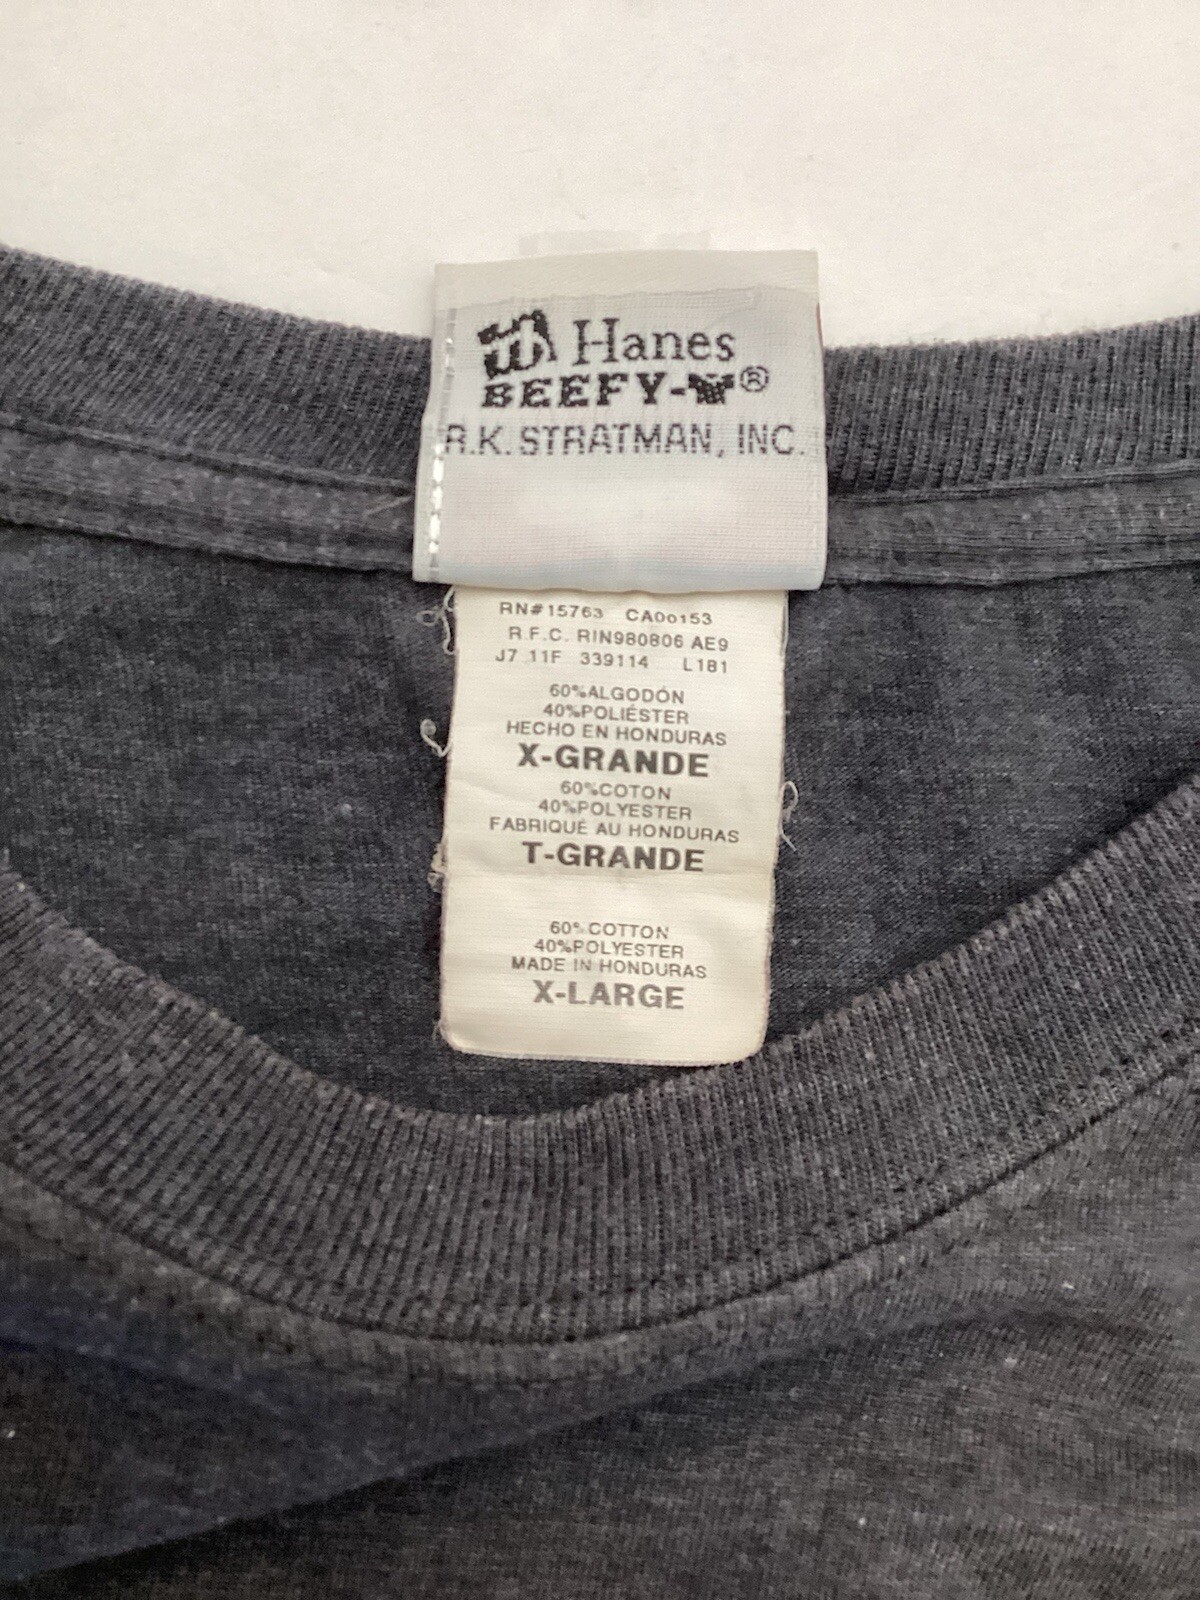 Hanes
BEEFY-T®
R.K. STRATMAN, INC.
RN#15763 CA00153
R.F.C. RIN980806 AE9
J7 11F 339114 L181
60%ALGODÓN
40%POLIÉSTER
HECHO EN HONDURAS
X-GRANDE
60%COTON
40%POLYESTER
FABRIQUÉ AU HONDURAS
T-GRANDE
60%COTTON
40%POLYESTER
MADE IN HONDURAS
X-LARGE